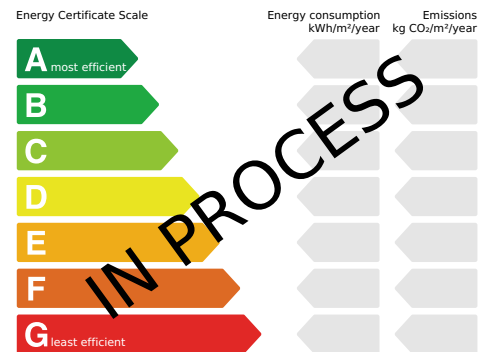 Energy Certificate Scale
Energy consumption
kWh/m²/year
Emissions
kg CO₂/m²/year
A most efficient
B
C
D
E
F
G least efficient
IN PROCESS